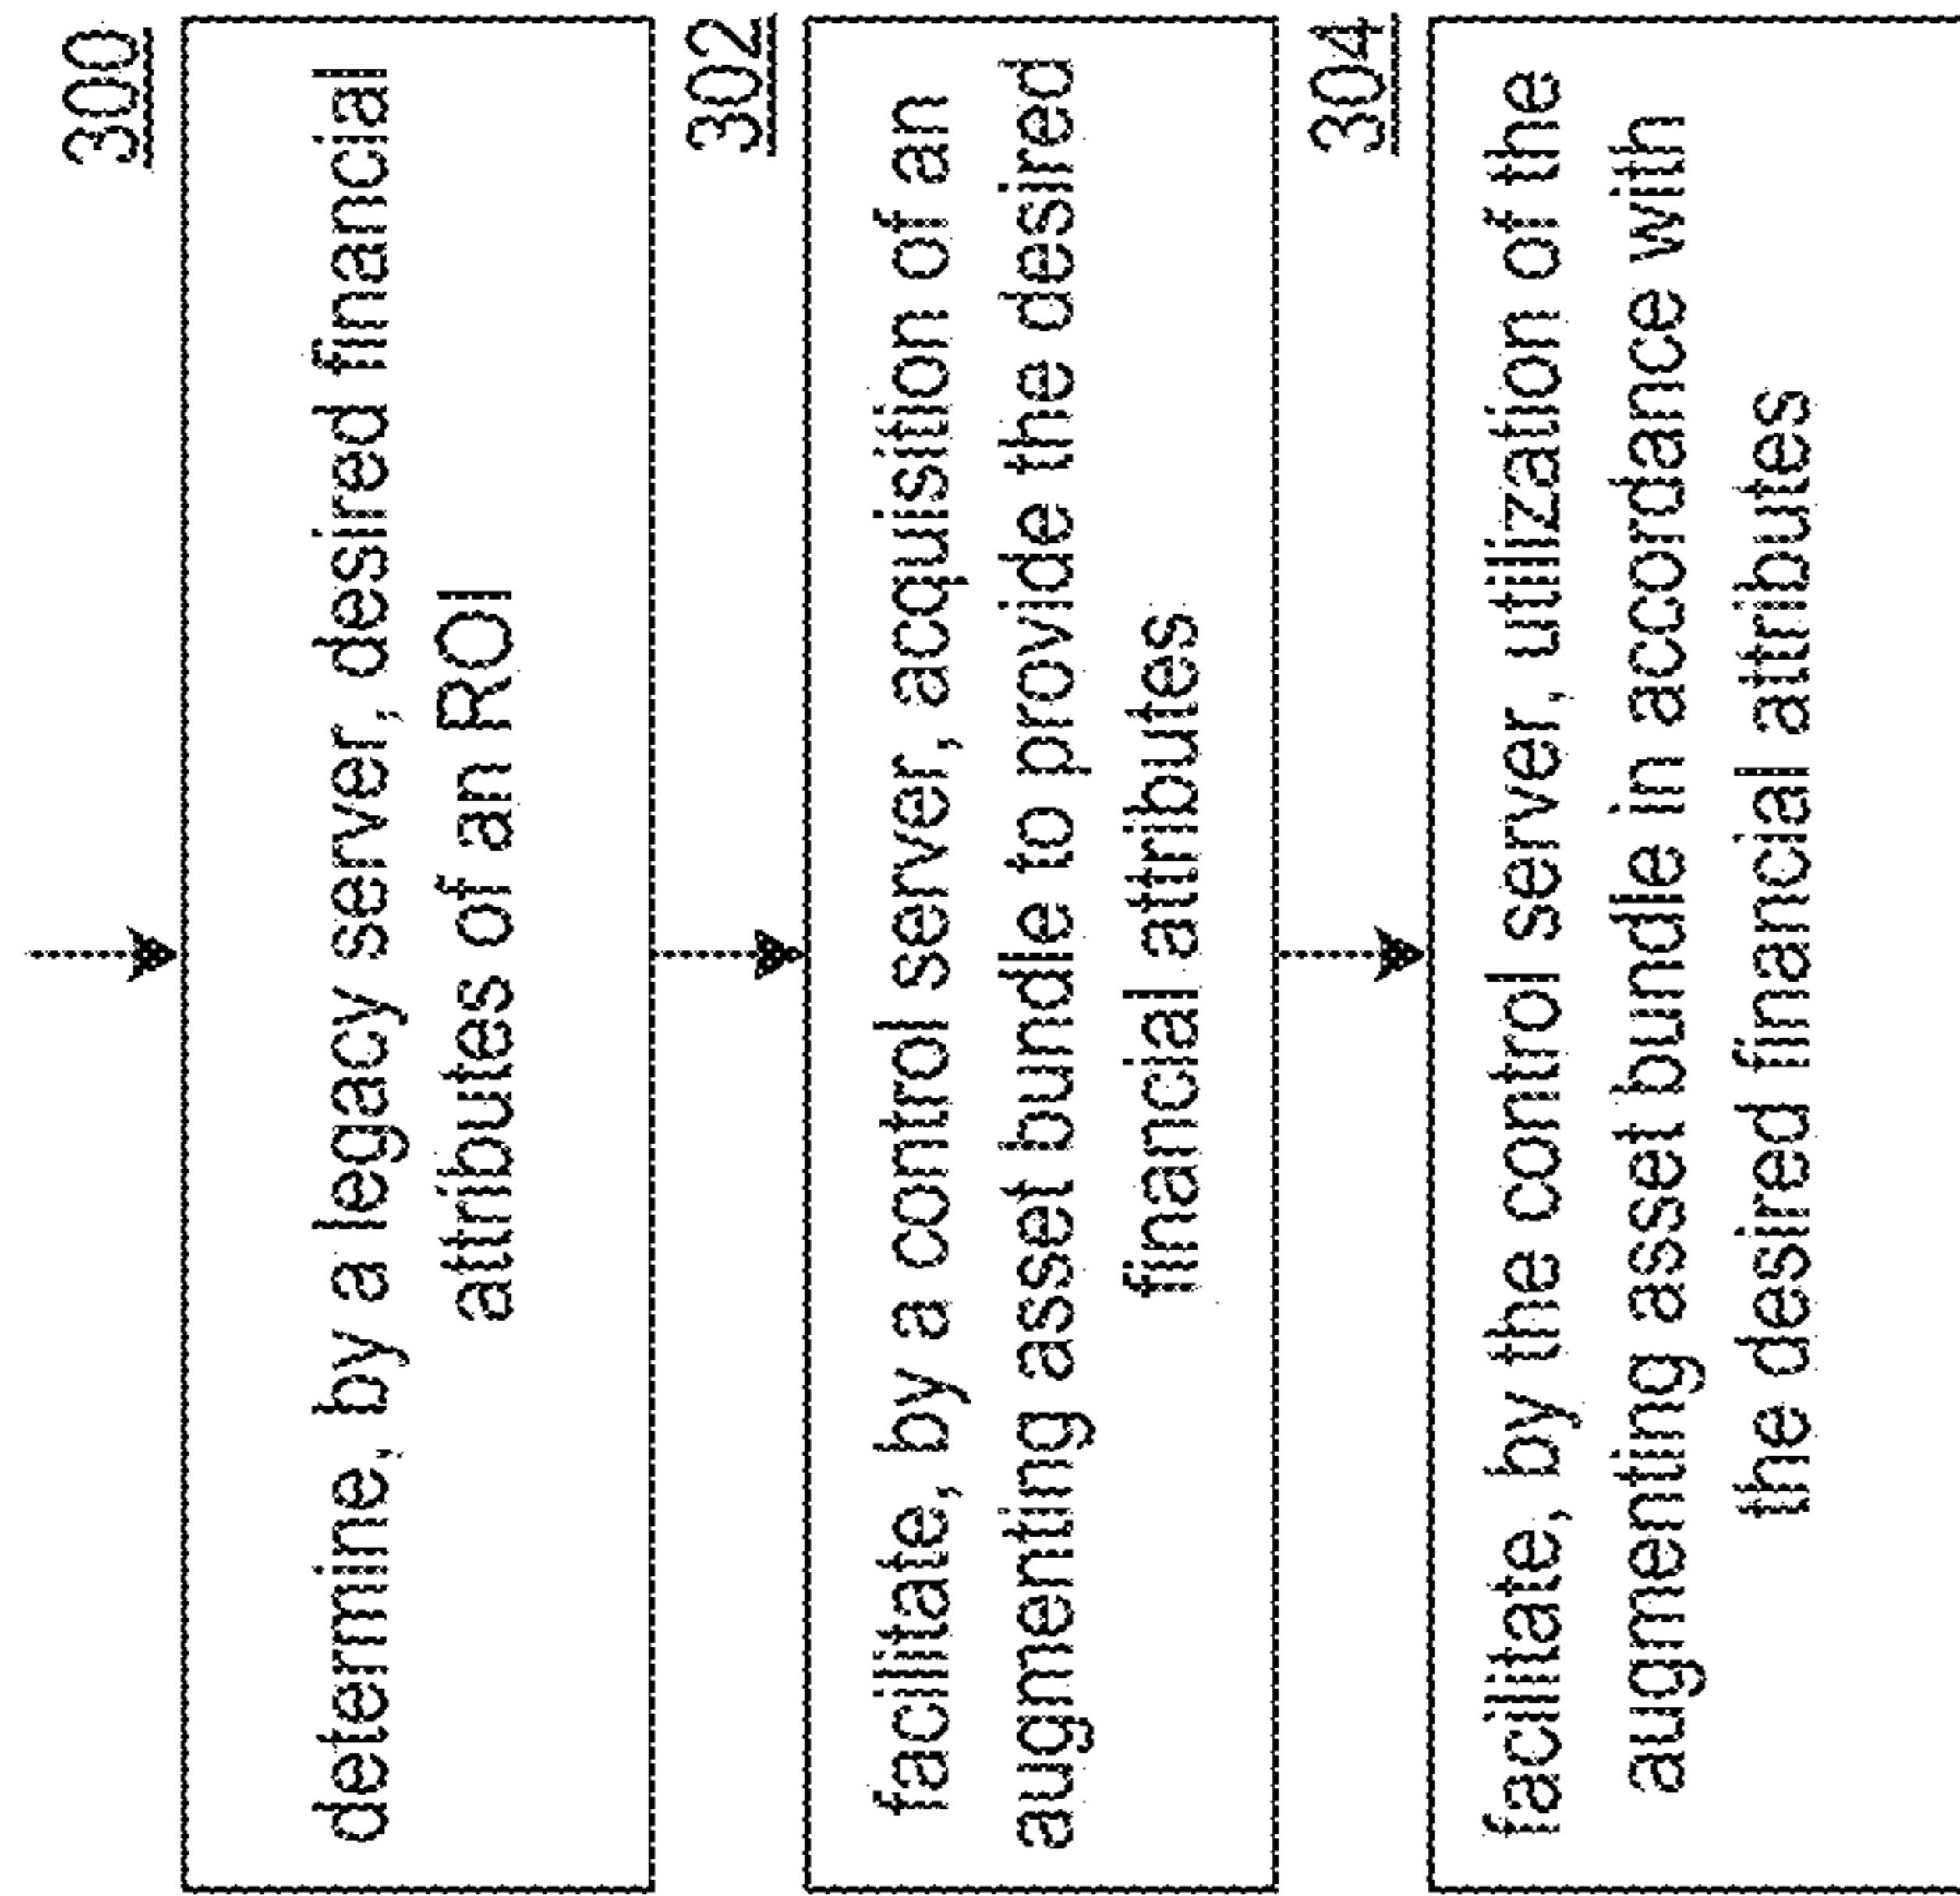 300
determine, by a legacy server, desired financial
attributes of an ROI
302
facilitate, by a control server, acquisition of an
augmenting asset bundle to provide the desired
financial attributes
304
facilitate, by the control server, utilization of the
augmenting asset bundle in accordance with
the desired financial attributes